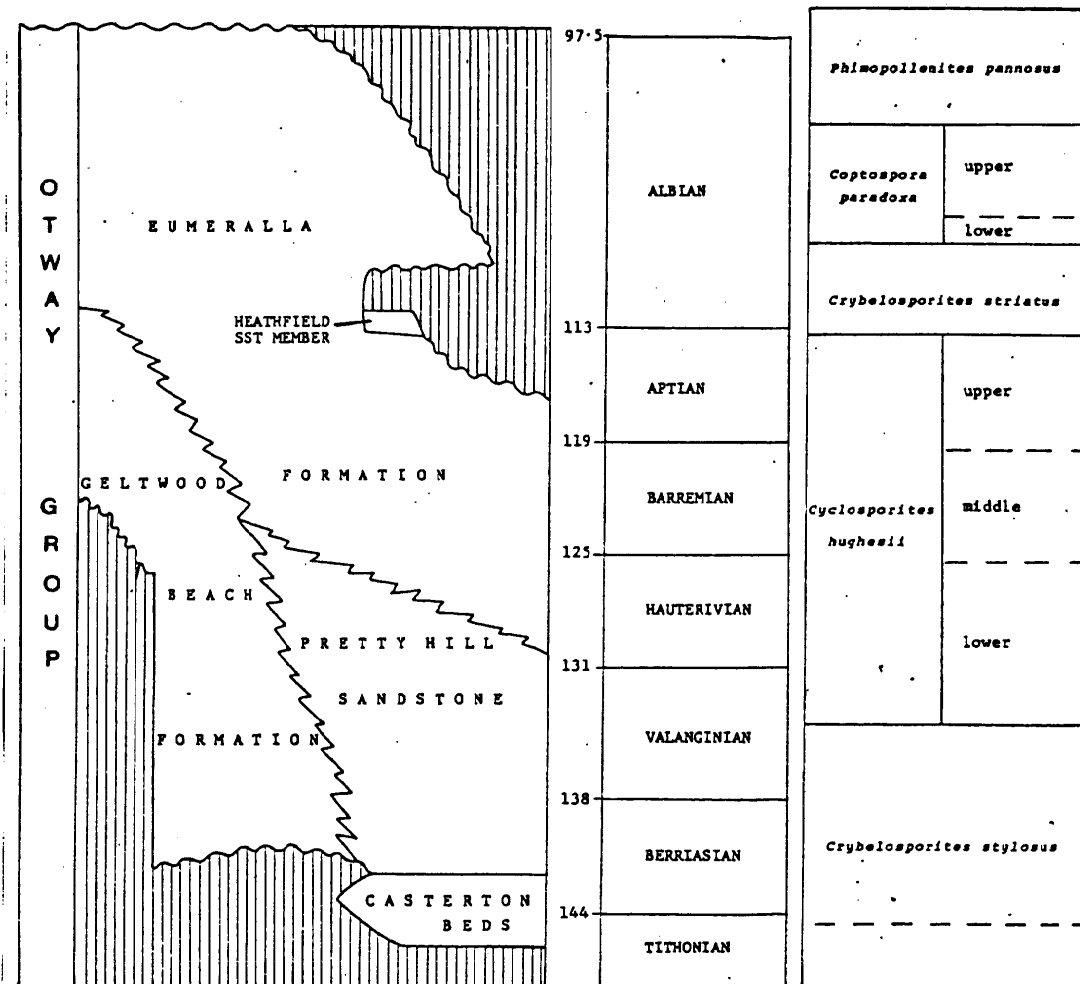 OTWAY
GROUP
EUMERALLA
HEATHFIELD
SST MEMBER
FORMATION
GELTWOOD
BEACH
FORMATION
PRETTY HILL
SANDSTONE
CASTERTON
BEDS
97·5
113
119
125
131
138
144
ALBIAN
APTIAN
BARREMIAN
HAUTERIVIAN
VALANGINIAN
BERRIASIAN
TITHONIAN
Phimopollenites pannosus
Coptospora
paradoxa
upper
lower
Crybelosporites striatus
Cyclosporites
hughesii
upper
middle
lower
Crybelosporites stylosus